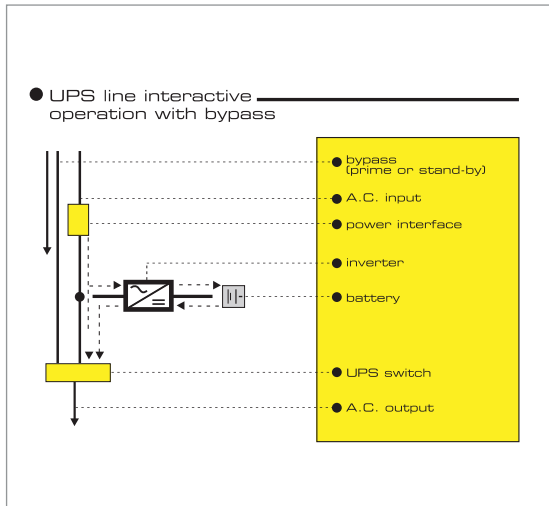 UPS line interactive
operation with bypass
bypass
(prime or stand-by)
A.C. input
power interface
inverter
battery
UPS switch
A.C. output